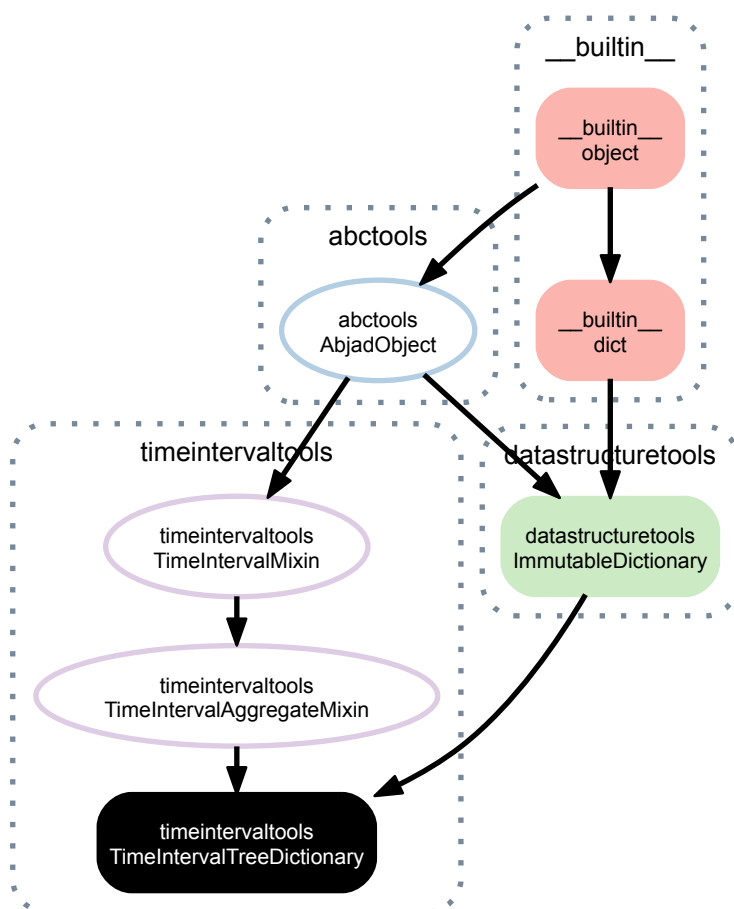 __builtin__
__builtin__
object
abctools
abctools
AbjadObject
__builtin__
dict
timeintervaltools
datastructuretools
timeintervaltools
TimeIntervalMixin
datastructuretools
ImmutableDictionary
timeintervaltools
TimeIntervalAggregateMixin
timeintervaltools
TimeIntervalTreeDictionary